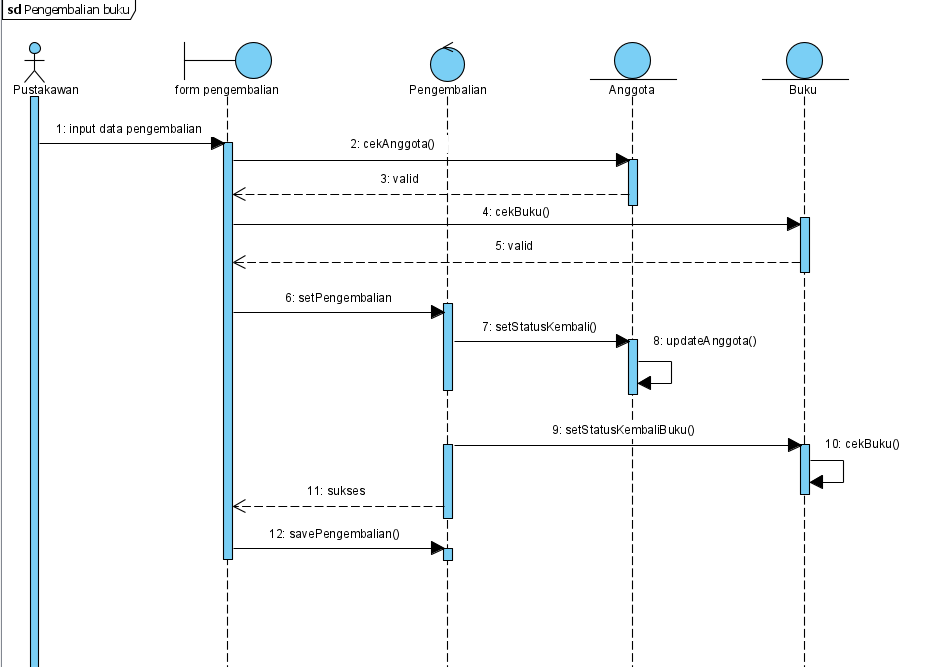 sd Pengembalian buku
Pustakawan
form pengembalian
Pengembalian
Anggota
Buku
1: input data pengembalian
2: cekAnggota()
3: valid
4: cekBuku()
5: valid
6: setPengembalian
7: setStatusKembali()
8: updateAnggota()
9: setStatusKembaliBuku()
10: cekBuku()
11: sukses
12: savePengembalian()